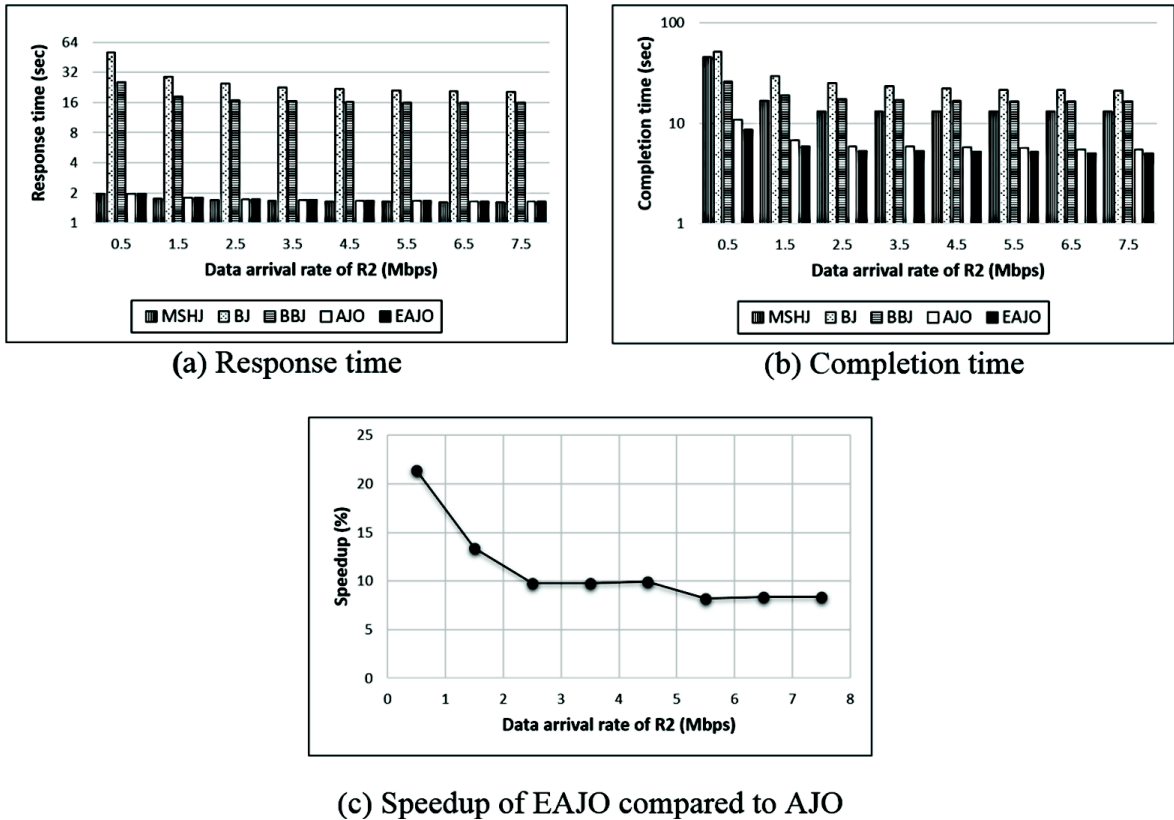 Response time (sec)
64
32
16
8
4
2
1
0.5 1.5 2.5 3.5 4.5 5.5 6.5 7.5
Data arrival rate of R2 (Mbps)
MSHJ BJ BBJ AJO EAJO
(a) Response time
Completion time (sec)
100
10
1
0.5 1.5 2.5 3.5 4.5 5.5 6.5 7.5
Data arrival rate of R2 (Mbps)
MSHJ BJ BBJ AJO EAJO
(b) Completion time
Speedup (%)
25
20
15
10
5
0
0 1 2 3 4 5 6 7 8
Data arrival rate of R2 (Mbps)
(c) Speedup of EAJO compared to AJO